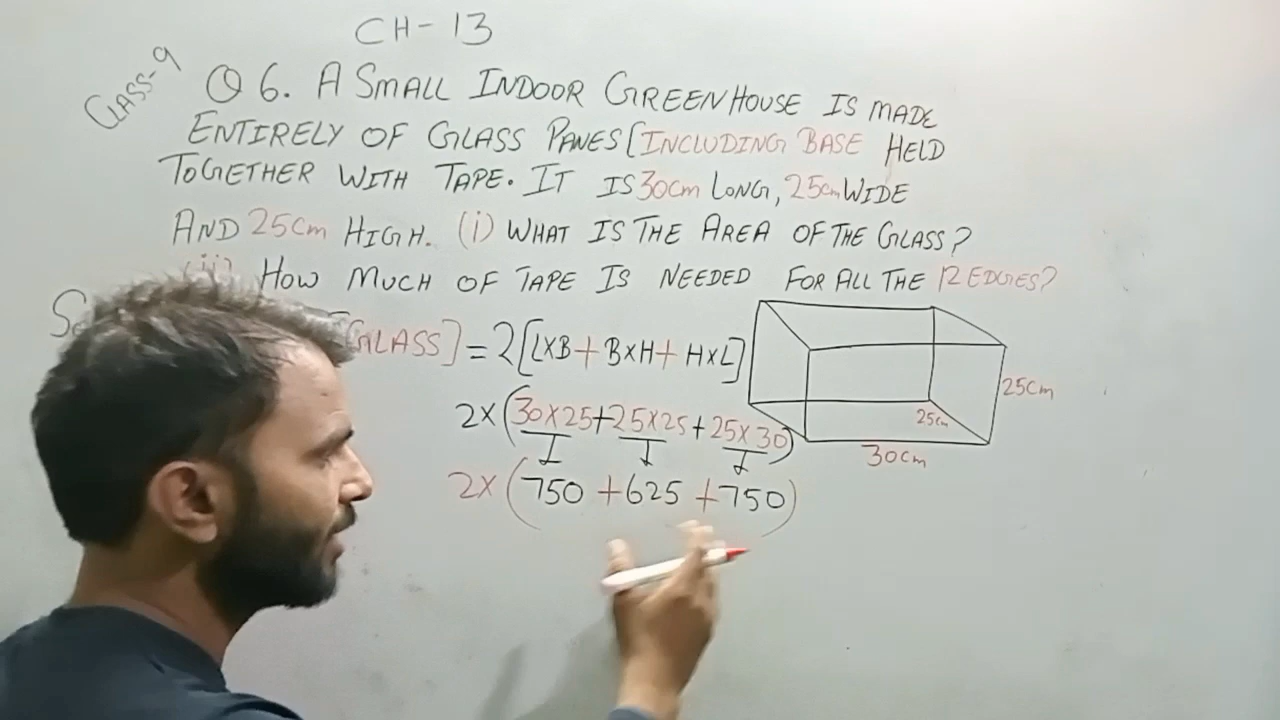 CH-13
CLASS-9
Q 6. A SMALL INDOOR GREENHOUSE IS MADE
ENTIRELY OF GLASS PANES [INCLUDING BASE HELD
TOGETHER WITH TAPE. IT IS 30cm LONG, 25cm WIDE
AND 25cm HIGH. (i) WHAT IS THE AREA OF THE GLASS?
(ii) HOW MUCH OF TAPE IS NEEDED FOR ALL THE 12 EDGES?
[GLASS] = 2[L×B + B×H + H×L]
2×(30×25+25×25+25×30)
2×(750+625+750)
25cm
25cm
30cm